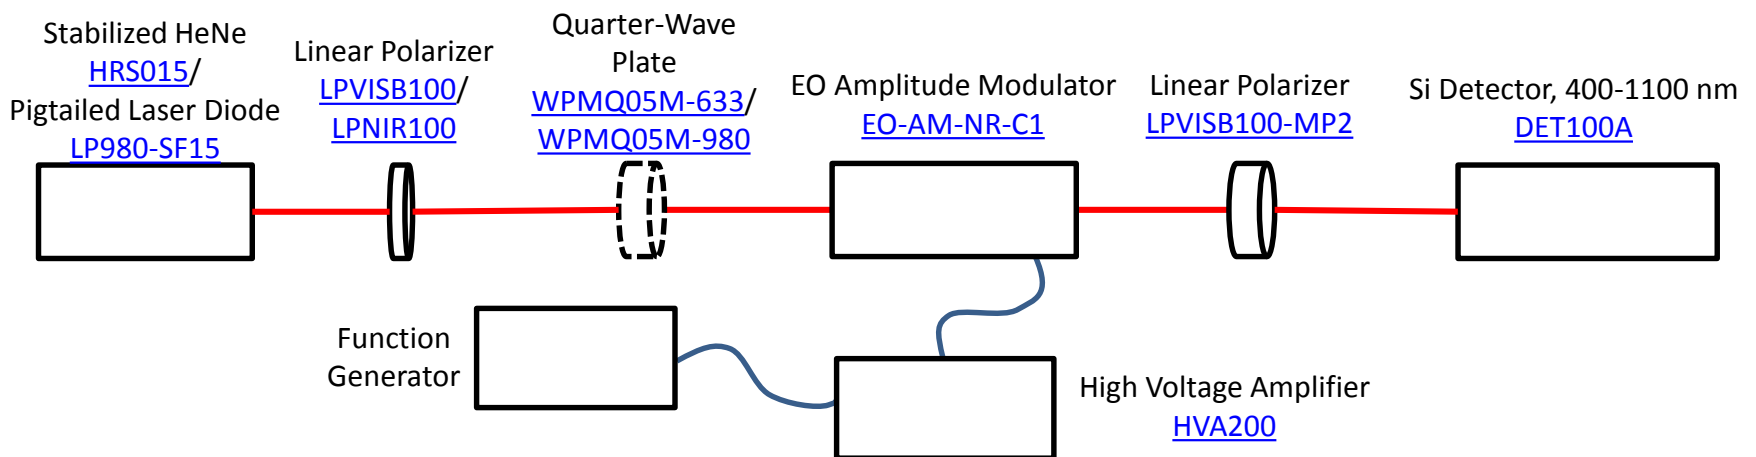 Stabilized HeNe
HRS015/
Pigtailed Laser Diode
LP980-SF15
Linear Polarizer
LPVISB100/
LPNIR100
Quarter-Wave
Plate
WPMQ05M-633/
WPMQ05M-980
EO Amplitude Modulator
EO-AM-NR-C1
Linear Polarizer
LPVISB100-MP2
Si Detector, 400-1100 nm
DET100A
Function
Generator
High Voltage Amplifier
HVA200